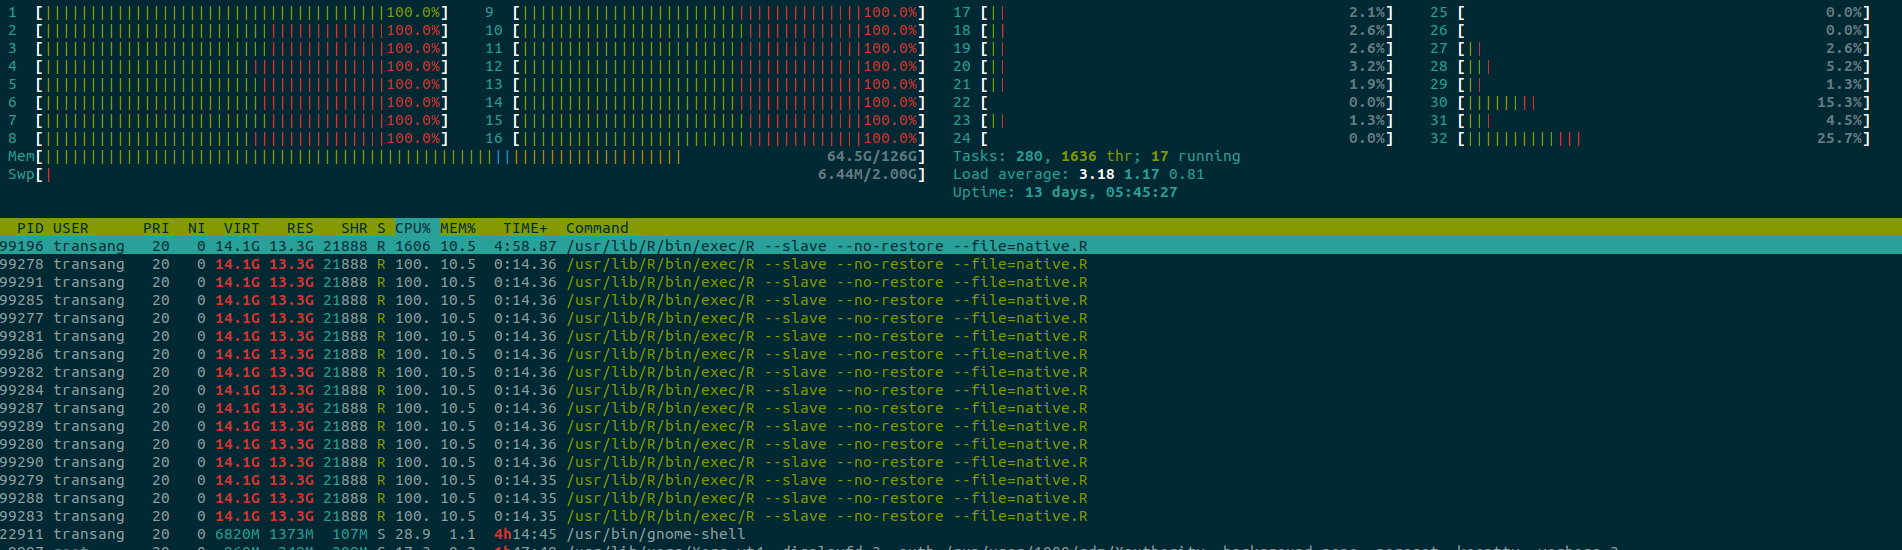 1 [100.0%] 9 [100.0%] 17 [2.1%] 25 [0.0%]
2 [100.0%] 10 [100.0%] 18 [2.6%] 26 [0.0%]
3 [100.0%] 11 [100.0%] 19 [2.6%] 27 [2.6%]
4 [100.0%] 12 [100.0%] 20 [3.2%] 28 [5.2%]
5 [100.0%] 13 [100.0%] 21 [1.9%] 29 [1.3%]
6 [100.0%] 14 [100.0%] 22 [0.0%] 30 [15.3%]
7 [100.0%] 15 [100.0%] 23 [1.3%] 31 [4.5%]
8 [100.0%] 16 [100.0%] 24 [0.0%] 32 [25.7%]
Mem[64.5G/126G] Tasks: 280, 1636 thr; 17 running
Swp[6.44M/2.00G] Load average: 3.18 1.17 0.81
Uptime: 13 days, 05:45:27
PID USER PRI NI VIRT RES SHR S CPU% MEM% TIME+ Command
99196 transang 20 0 14.1G 13.3G 21888 R 1606 10.5 4:58.87 /usr/lib/R/bin/exec/R --slave --no-restore --file=native.R
99278 transang 20 0 14.1G 13.3G 21888 R 100. 10.5 0:14.36 /usr/lib/R/bin/exec/R --slave --no-restore --file=native.R
99291 transang 20 0 14.1G 13.3G 21888 R 100. 10.5 0:14.36 /usr/lib/R/bin/exec/R --slave --no-restore --file=native.R
99285 transang 20 0 14.1G 13.3G 21888 R 100. 10.5 0:14.36 /usr/lib/R/bin/exec/R --slave --no-restore --file=native.R
99277 transang 20 0 14.1G 13.3G 21888 R 100. 10.5 0:14.36 /usr/lib/R/bin/exec/R --slave --no-restore --file=native.R
99281 transang 20 0 14.1G 13.3G 21888 R 100. 10.5 0:14.36 /usr/lib/R/bin/exec/R --slave --no-restore --file=native.R
99286 transang 20 0 14.1G 13.3G 21888 R 100. 10.5 0:14.36 /usr/lib/R/bin/exec/R --slave --no-restore --file=native.R
99282 transang 20 0 14.1G 13.3G 21888 R 100. 10.5 0:14.36 /usr/lib/R/bin/exec/R --slave --no-restore --file=native.R
99284 transang 20 0 14.1G 13.3G 21888 R 100. 10.5 0:14.36 /usr/lib/R/bin/exec/R --slave --no-restore --file=native.R
99287 transang 20 0 14.1G 13.3G 21888 R 100. 10.5 0:14.36 /usr/lib/R/bin/exec/R --slave --no-restore --file=native.R
99289 transang 20 0 14.1G 13.3G 21888 R 100. 10.5 0:14.36 /usr/lib/R/bin/exec/R --slave --no-restore --file=native.R
99280 transang 20 0 14.1G 13.3G 21888 R 100. 10.5 0:14.36 /usr/lib/R/bin/exec/R --slave --no-restore --file=native.R
99290 transang 20 0 14.1G 13.3G 21888 R 100. 10.5 0:14.36 /usr/lib/R/bin/exec/R --slave --no-restore --file=native.R
99279 transang 20 0 14.1G 13.3G 21888 R 100. 10.5 0:14.35 /usr/lib/R/bin/exec/R --slave --no-restore --file=native.R
99288 transang 20 0 14.1G 13.3G 21888 R 100. 10.5 0:14.35 /usr/lib/R/bin/exec/R --slave --no-restore --file=native.R
99283 transang 20 0 14.1G 13.3G 21888 R 100. 10.5 0:14.35 /usr/lib/R/bin/exec/R --slave --no-restore --file=native.R
22911 transang 20 0 6820M 1373M 107M S 28.9 1.1 4h14:45 /usr/bin/gnome-shell